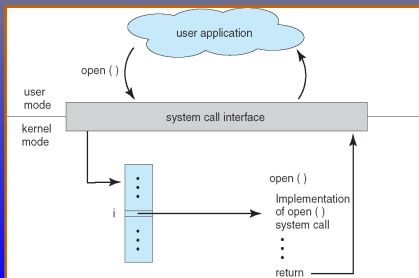 user application
open ( )
user
mode
system call interface
kernel
mode
i
open ( )
Implementation
of open ( )
system call
return